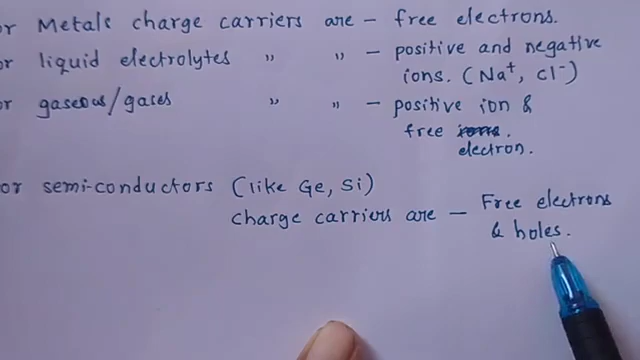 or Metals charge carriers are - free electrons.
or liquid electrolytes " " - positive and negative
ions. (Na+, Cl-)
or gaseous/gases " " - positive ion &
free ions.
electron.
or semi-conductors (like Ge, Si)
charge carriers are - Free electrons
& holes.